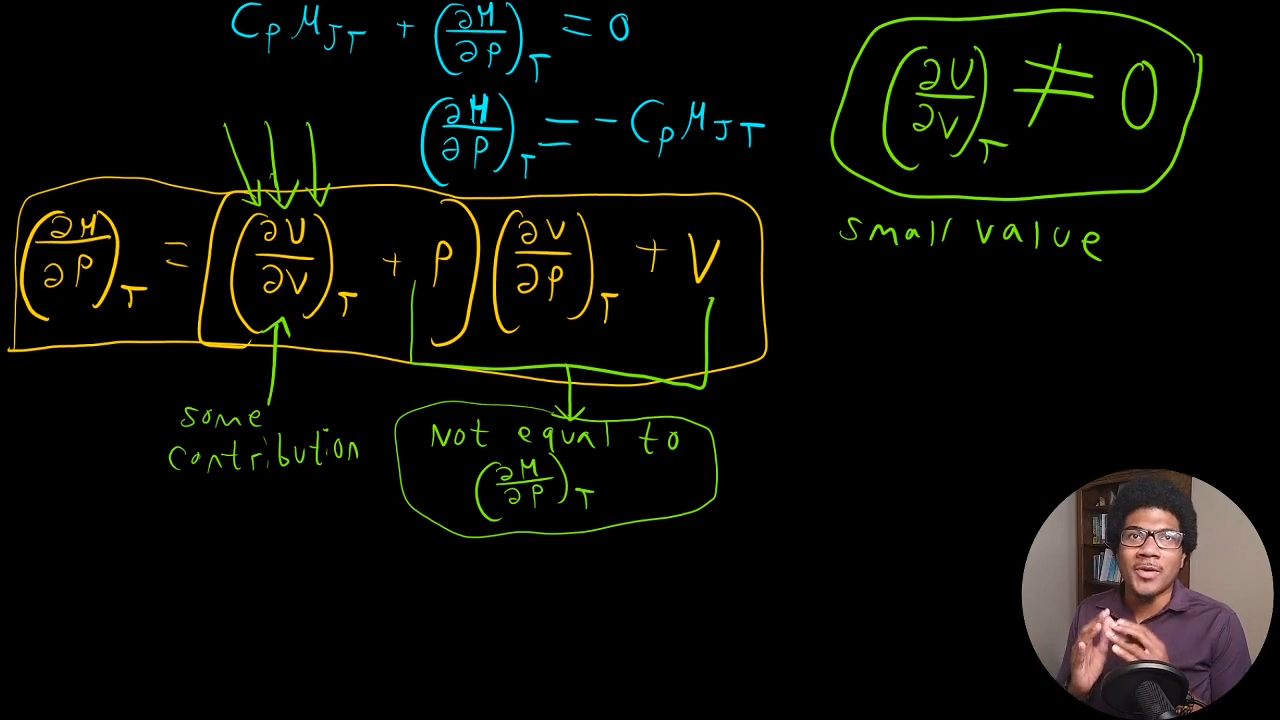 C_P μ_JT + (∂H/∂P)_T = 0
(∂H/∂P)_T = - C_P μ_JT
(∂U/∂V)_T ≠ 0
small value
(∂H/∂P)_T = [(∂U/∂V)_T + P](∂V/∂P)_T + V
some
contribution
Not equal to
(∂H/∂P)_T